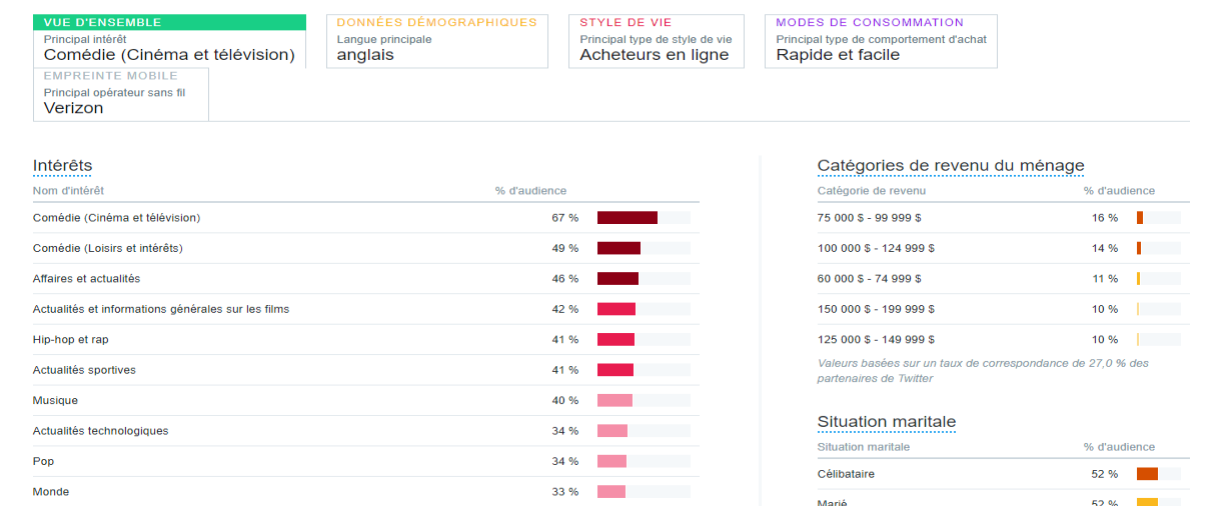 VUE D'ENSEMBLE
Principal intérêt
Comédie (Cinéma et télévision)
DONNÉES DÉMOGRAPHIQUES
Langue principale
anglais
STYLE DE VIE
Principal type de style de vie
Acheteurs en ligne
MODES DE CONSOMMATION
Principal type de comportement d'achat
Rapide et facile
EMPREINTE MOBILE
Principal opérateur sans fil
Verizon
Intérêts
Nom d'intérêt % d'audience
Comédie (Cinéma et télévision) 67 %
Comédie (Loisirs et intérêts) 49 %
Affaires et actualités 46 %
Actualités et informations générales sur les films 42 %
Hip-hop et rap 41 %
Actualités sportives 41 %
Musique 40 %
Actualités technologiques 34 %
Pop 34 %
Monde 33 %
Catégories de revenu du ménage
Catégorie de revenu % d'audience
75 000 $ - 99 999 $ 16 %
100 000 $ - 124 999 $ 14 %
60 000 $ - 74 999 $ 11 %
150 000 $ - 199 999 $ 10 %
125 000 $ - 149 999 $ 10 %
Valeurs basées sur un taux de correspondance de 27,0 % des
partenaires de Twitter
Situation maritale
Situation maritale % d'audience
Célibataire 52 %
Marié 52 %